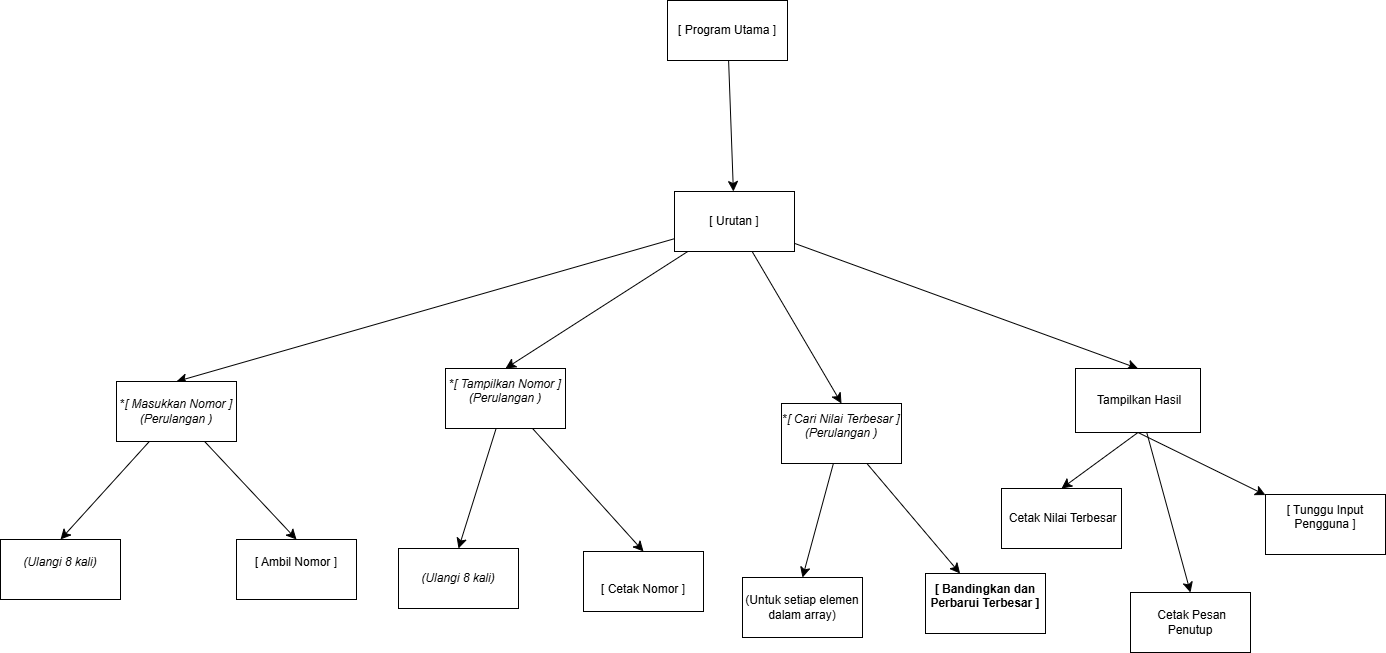 [ Program Utama ]
[ Urutan ]
*[ Masukkan Nomor ]
(Perulangan )
*[ Tampilkan Nomor ]
(Perulangan )
*[ Cari Nilai Terbesar ]
(Perulangan )
Tampilkan Hasil
(Ulangi 8 kali)
[ Ambil Nomor ]
(Ulangi 8 kali)
[ Cetak Nomor ]
(Untuk setiap elemen
dalam array)
[ Bandingkan dan
Perbarui Terbesar ]
Cetak Nilai Terbesar
Cetak Pesan
Penutup
[ Tunggu Input
Pengguna ]